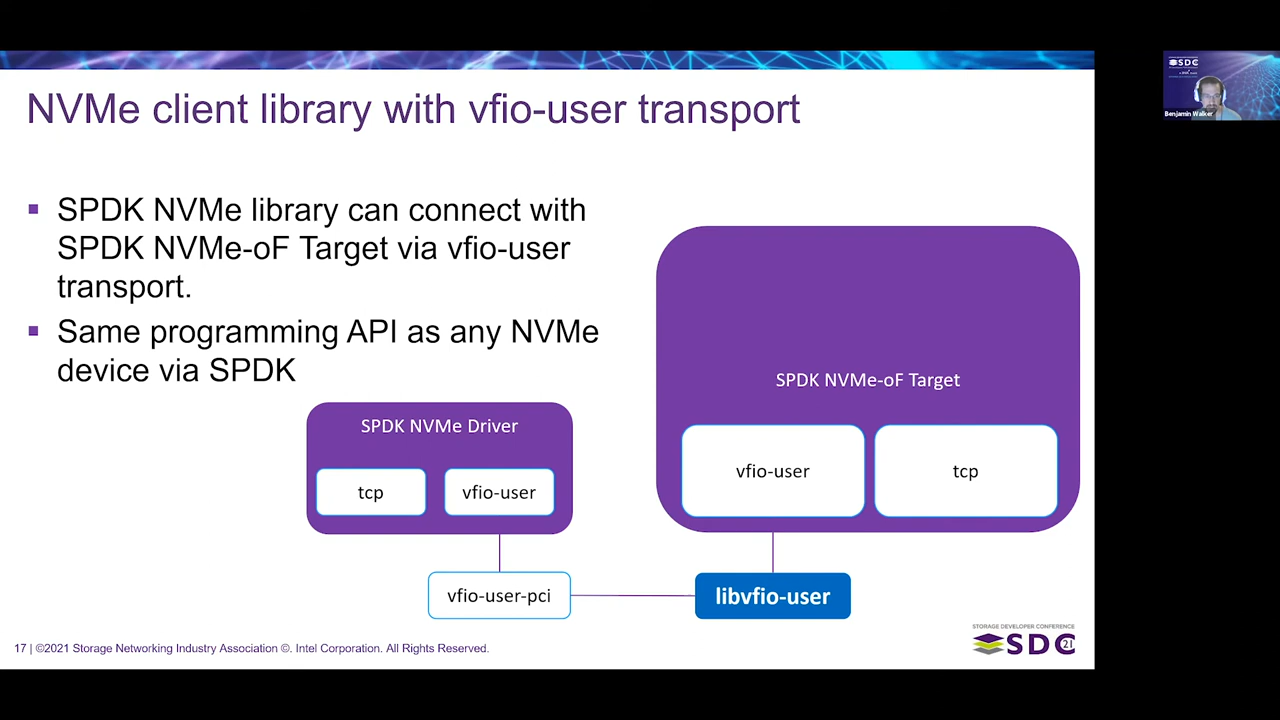 SDC
Benjamin Walker
NVMe client library with vfio-user transport
SPDK NVMe library can connect with
SPDK NVMe-oF Target via vfio-user
transport.
Same programming API as any NVMe
device via SPDK
SPDK NVMe-oF Target
vfio-user
tcp
SPDK NVMe Driver
tcp
vfio-user
vfio-user-pci
libvfio-user
17 | ©2021 Storage Networking Industry Association ©. Intel Corporation. All Rights Reserved.
STORAGE DEVELOPER CONFERENCE
SDC 21